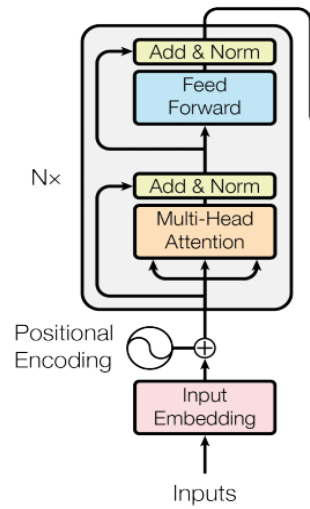 Add & Norm
Feed
Forward
Nx
Add & Norm
Multi-Head
Attention
Positional
Encoding
Input
Embedding
Inputs